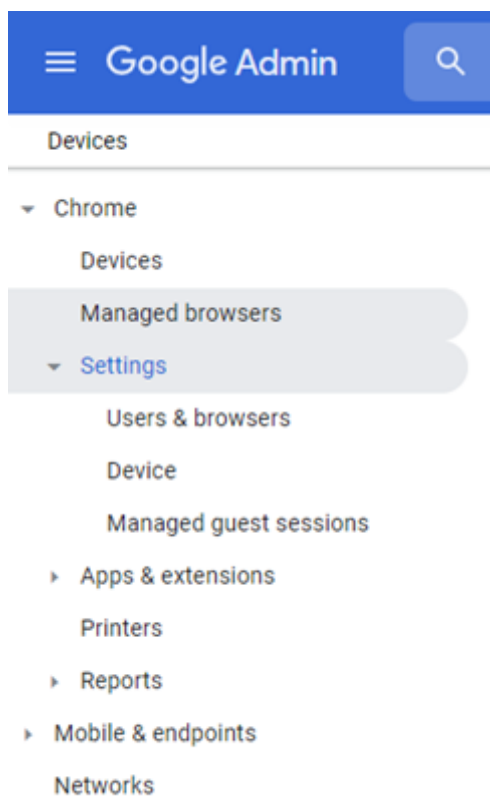 Google Admin
Devices
Chrome
Devices
Managed browsers
Settings
Users & browsers
Device
Managed guest sessions
Apps & extensions
Printers
Reports
Mobile & endpoints
Networks